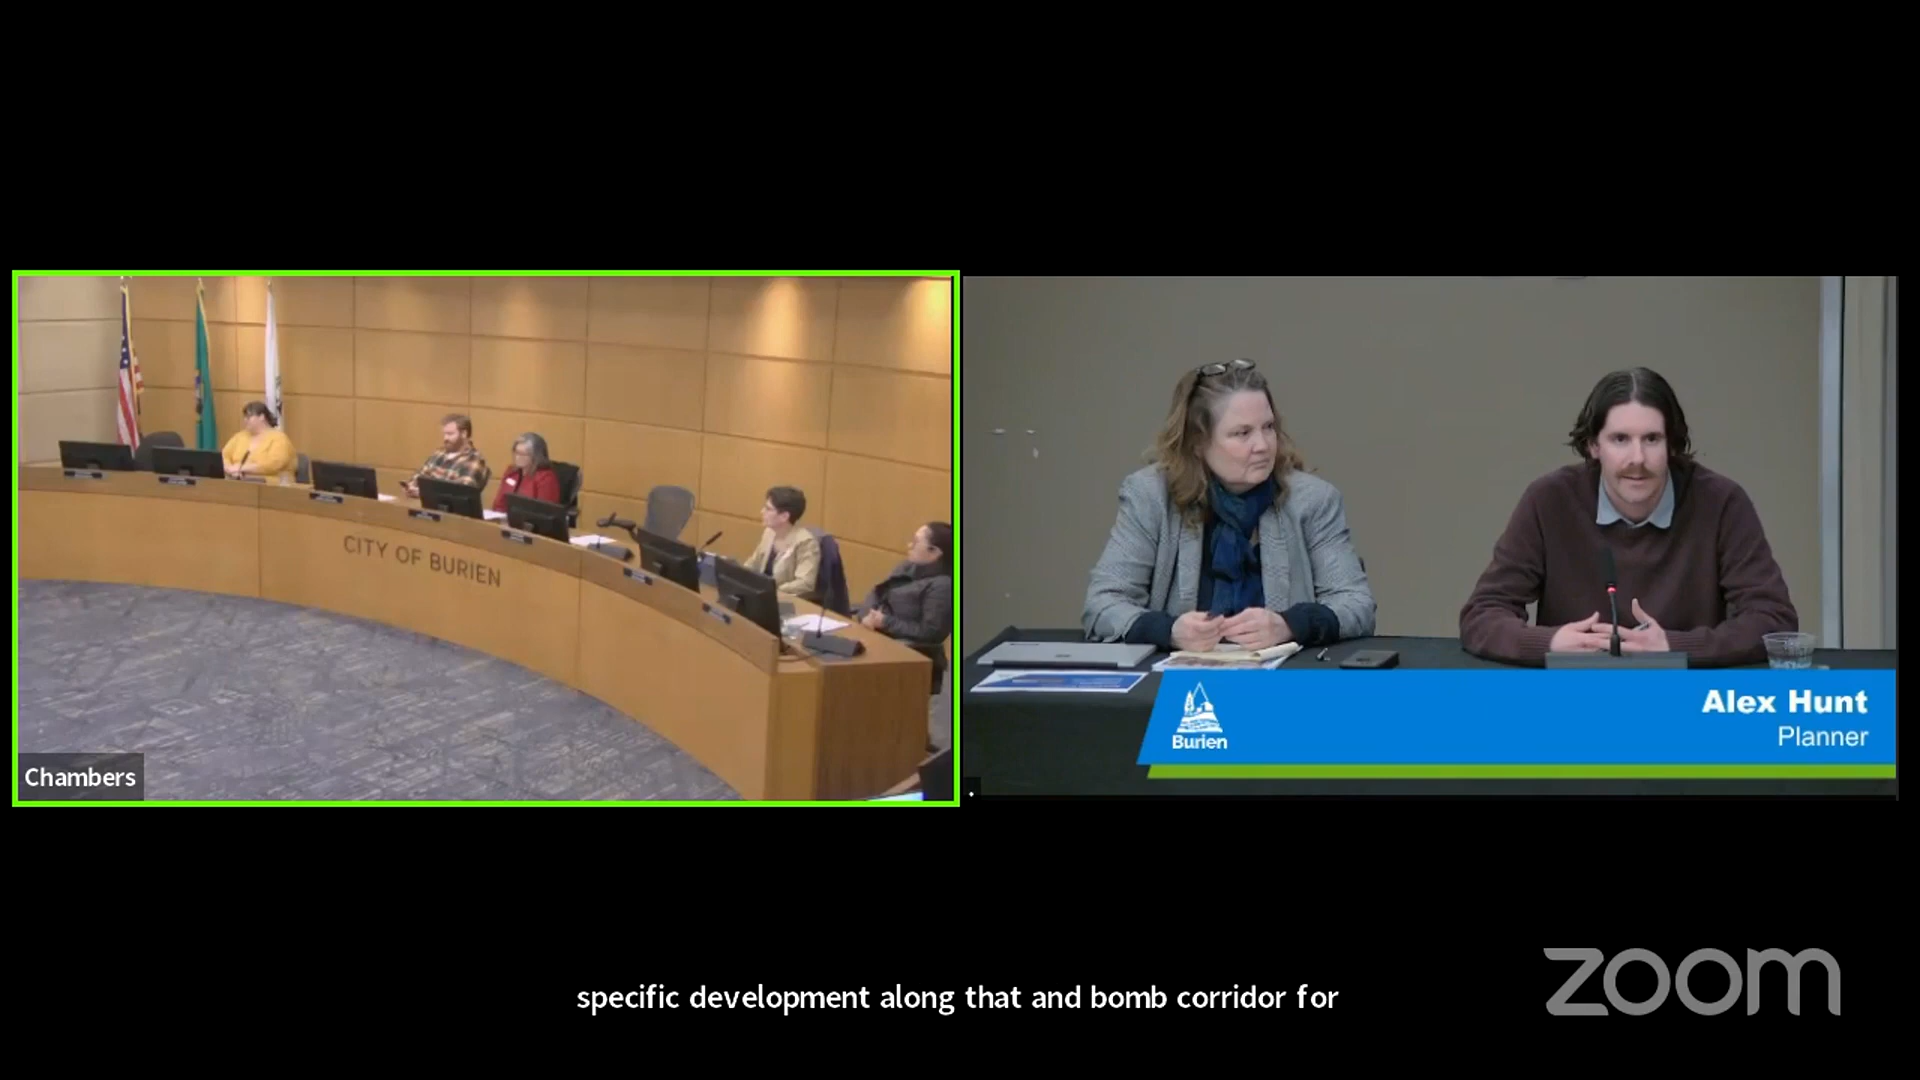 CITY OF BURIEN
Chambers
Alex Hunt
Planner
Burien
specific development along that and bomb corridor for
zoom